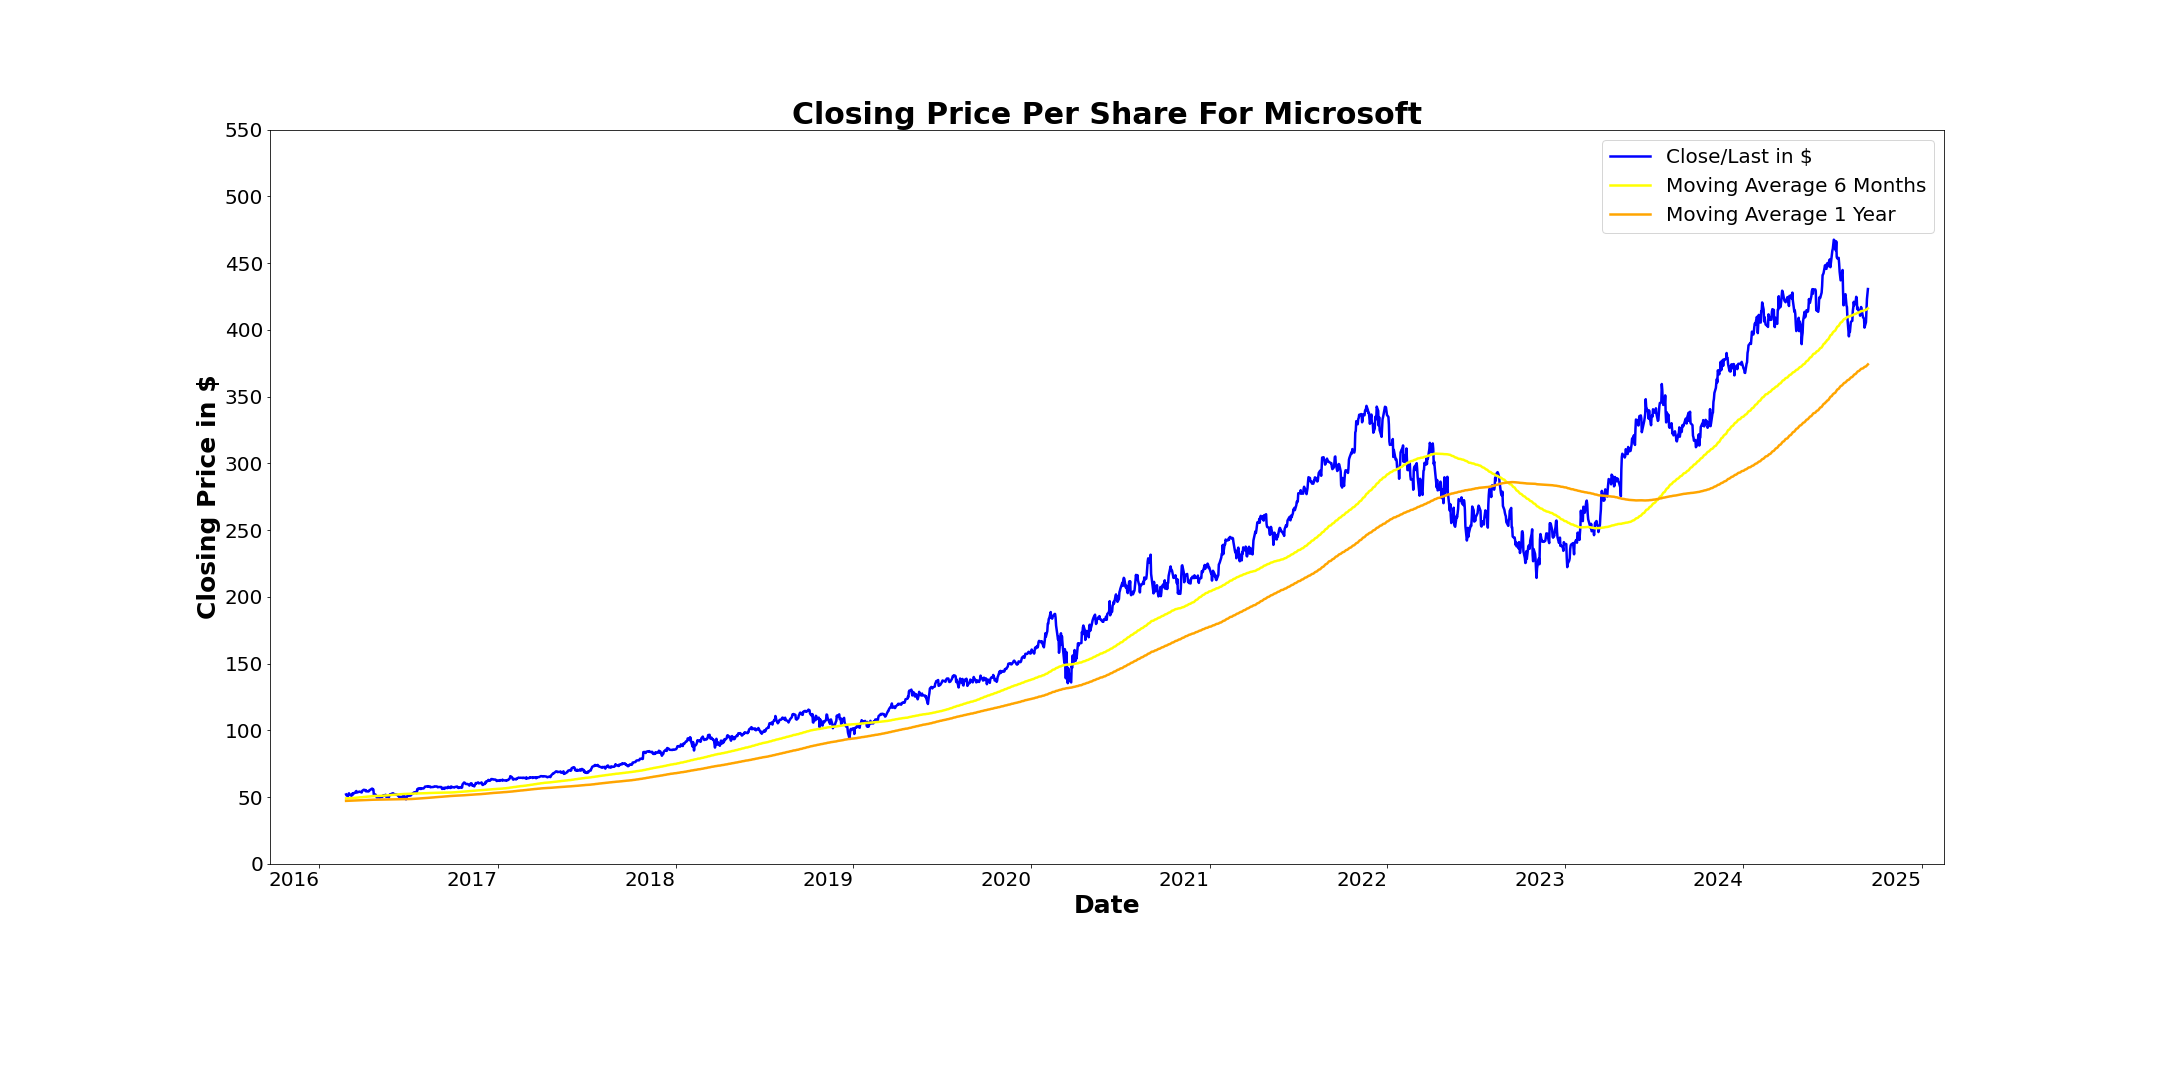 Closing Price Per Share For Microsoft
550
500
450
400
350
300
250
200
150
100
50
0
Closing Price in $
Close/Last in $
Moving Average 6 Months
Moving Average 1 Year
2016 2017 2018 2019 2020 2021 2022 2023 2024 2025
Date